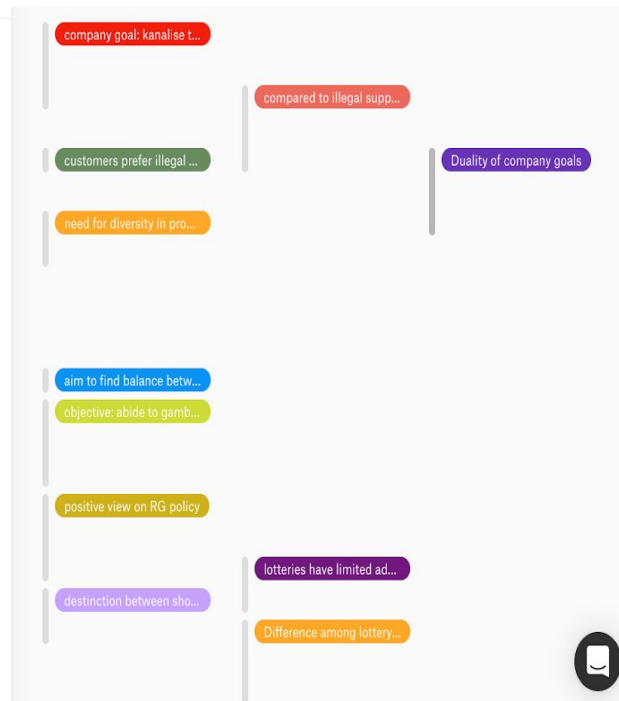 company goal: kanalise t...
compared to illegal supp...
customers prefer illegal ...
Duality of company goals
need for diversity in pro...
aim to find balance betw...
objective: abide to gamb...
positive view on RG policy
lotteries have limited ad...
destinction between sho...
Difference among lottery...